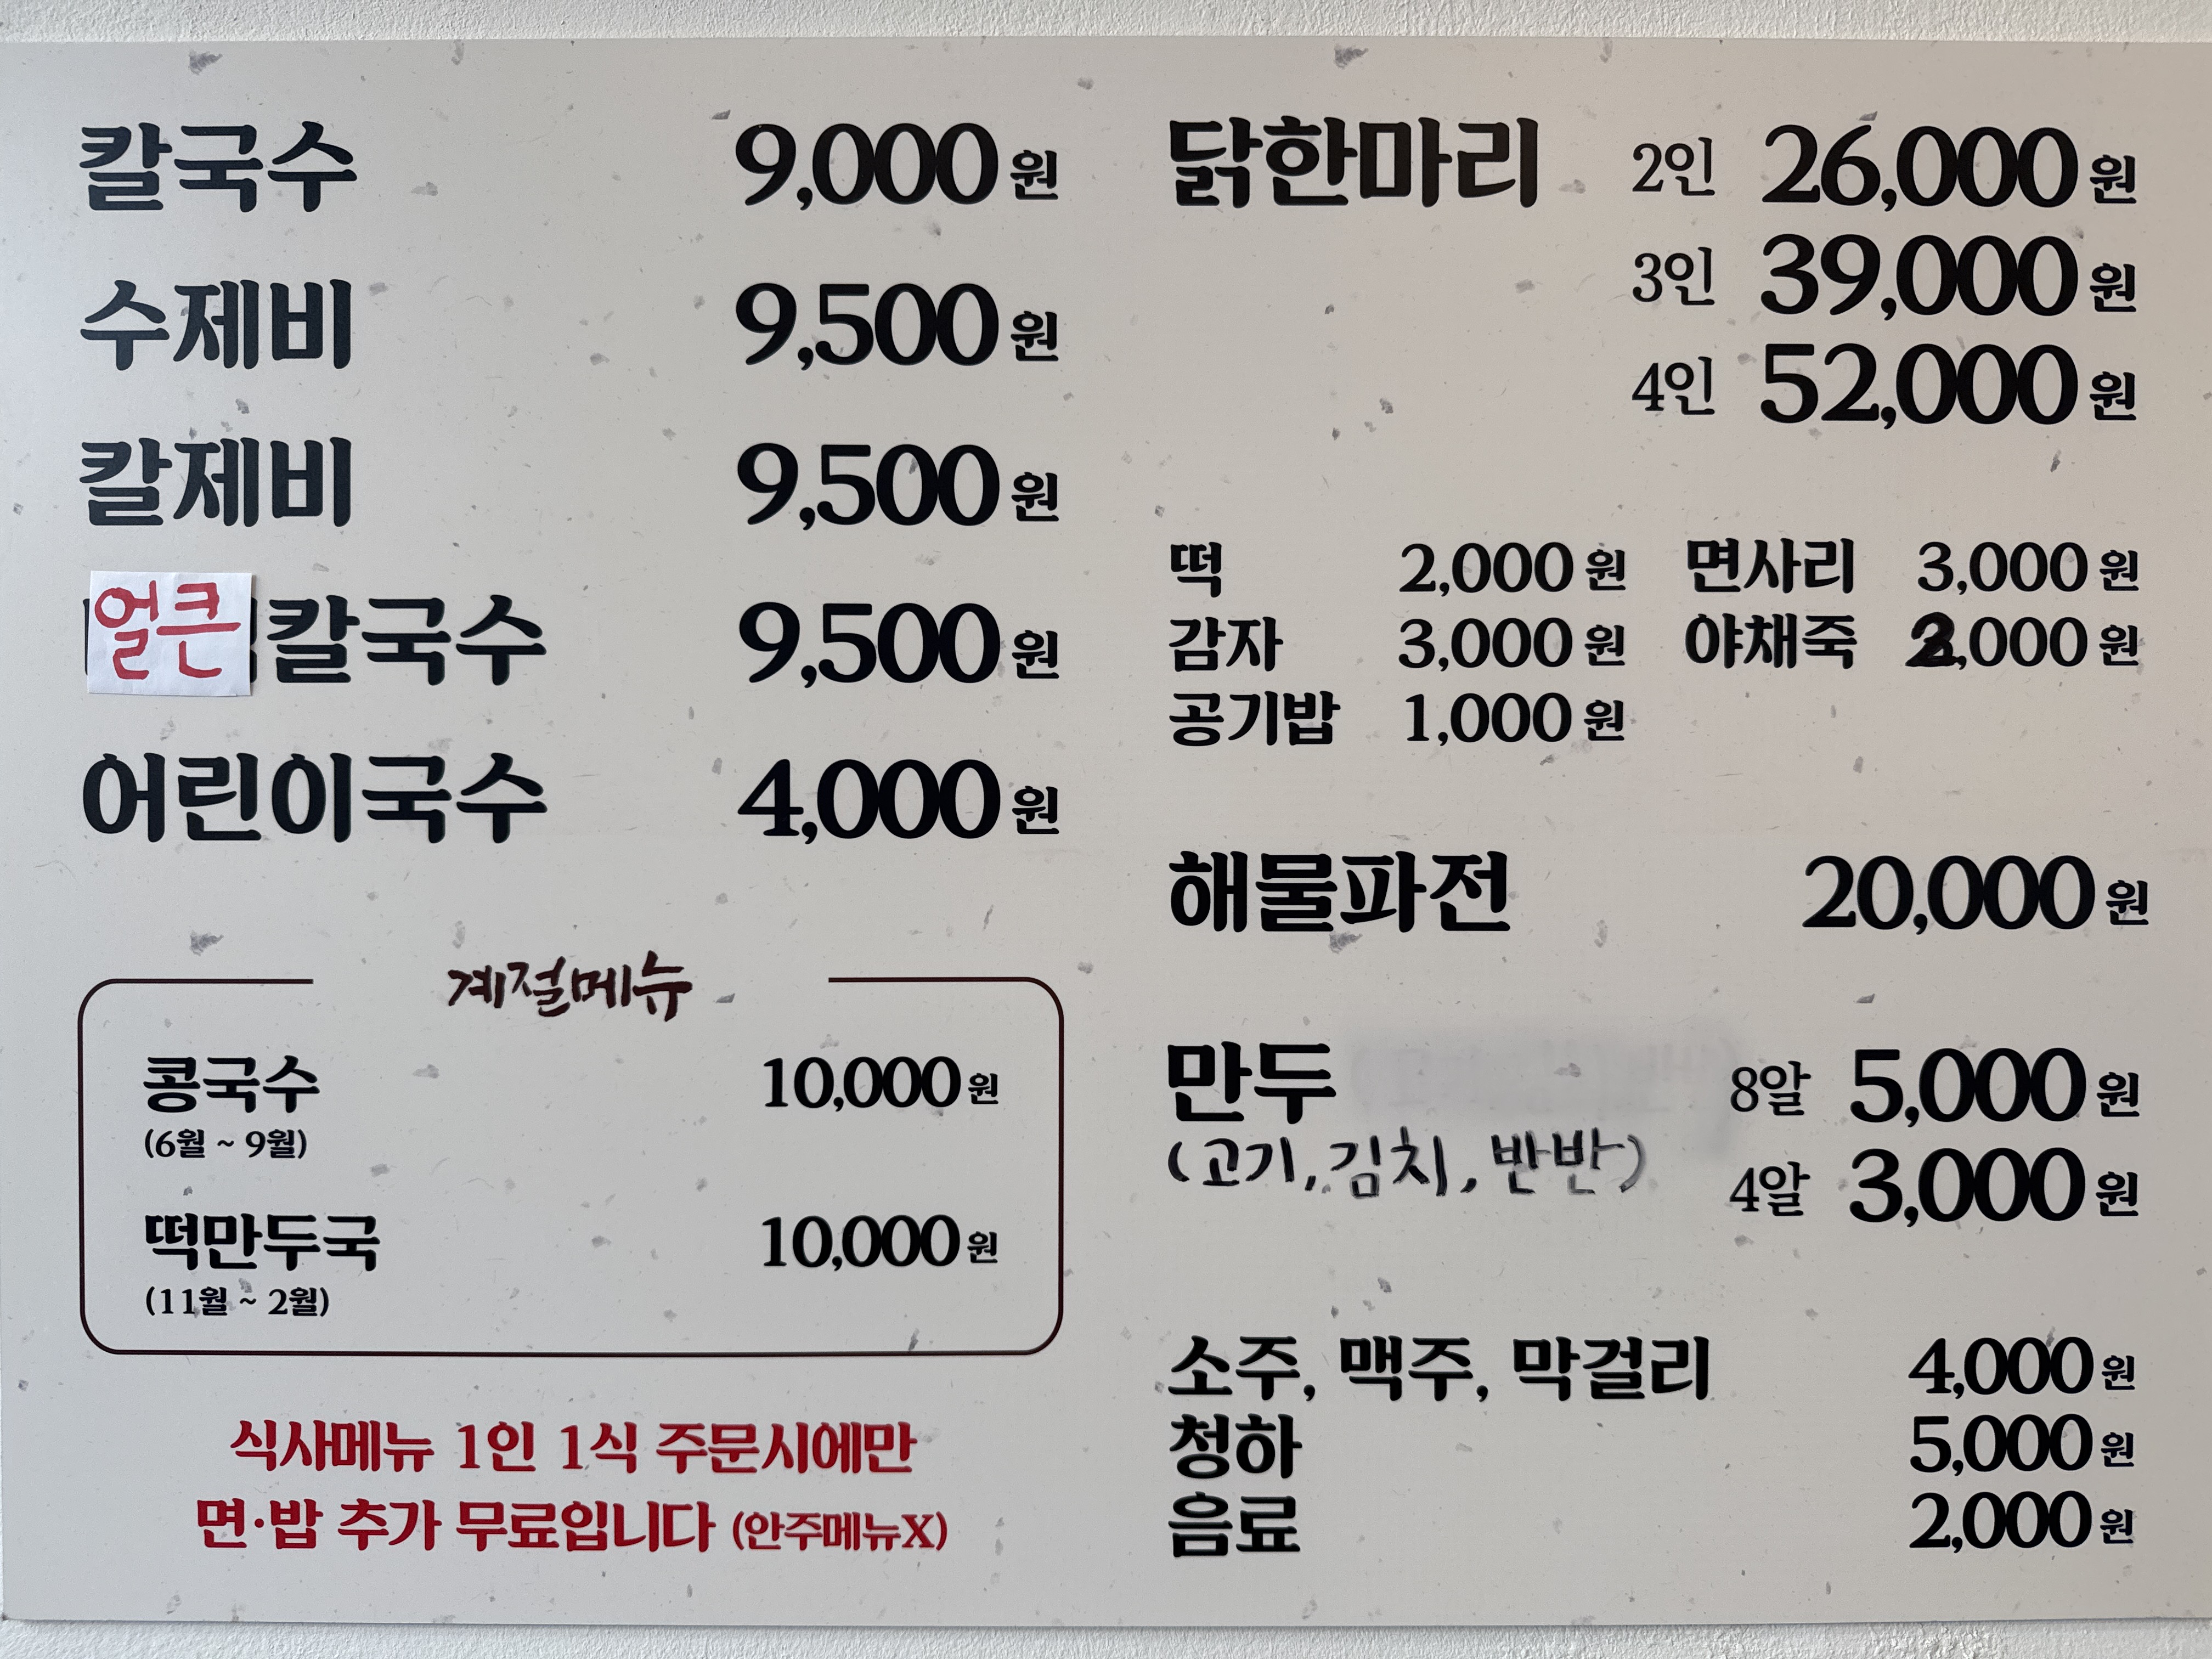 칼국수 9,000원
수제비 9,500원
칼제비 9,500원
얼큰칼국수 9,500원
어린이국수 4,000원
계절메뉴
콩국수 10,000원
(6월 ~ 9월)
떡만두국 10,000원
(11월 ~ 2월)
식사메뉴 1인 1식 주문시에만
면·밥 추가 무료입니다 (안주메뉴X)
닭한마리 2인 26,000원
3인 39,000원
4인 52,000원
떡 2,000원 면사리 3,000원
감자 3,000원 야채죽
공기밥 1,000원
해물파전 20,000원
만두 8알 5,000원
(고기, 김치, 반반)
4알 3,000원
소주, 맥주, 막걸리 4,000원
청하 5,000원
음료 2,000원